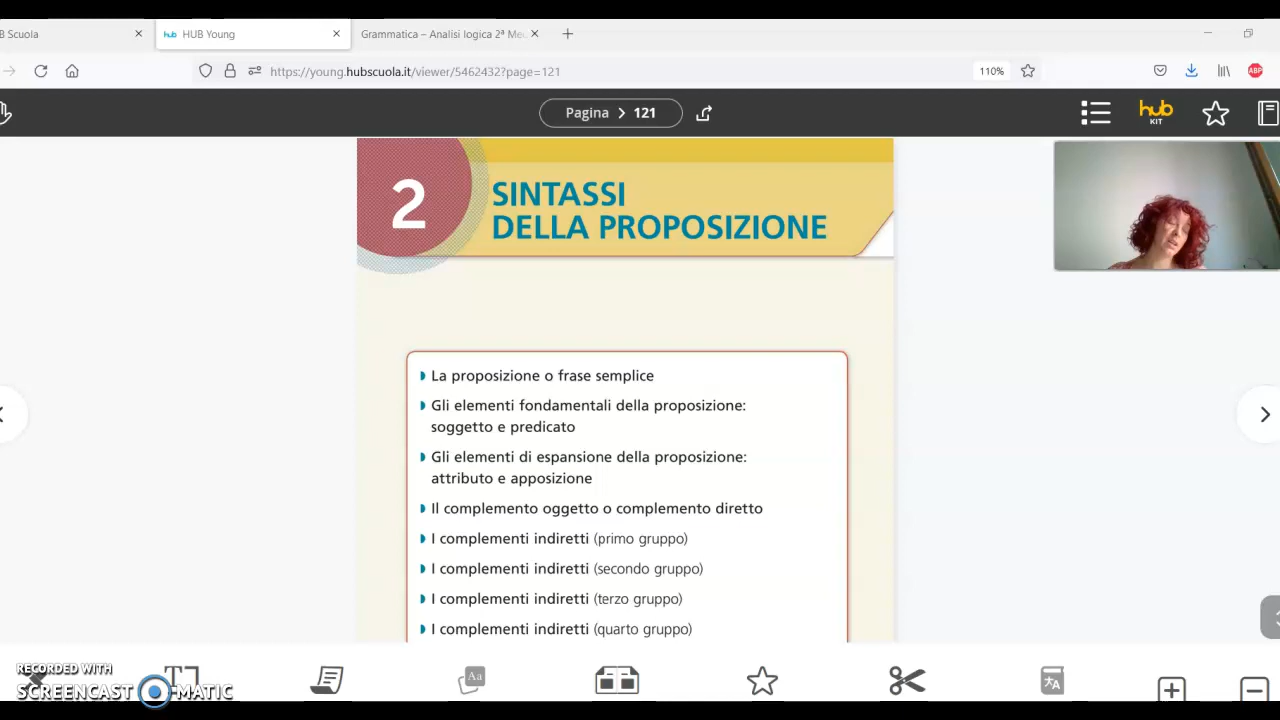 B Scuola
HUB Young
Grammatica – Analisi logica 2ª Me
https://young.hubscuola.it/viewer/5462432?page=121
110%
ABP
Pagina > 121
hub
KIT
2
SINTASSI
DELLA PROPOSIZIONE
La proposizione o frase semplice
Gli elementi fondamentali della proposizione:
soggetto e predicato
Gli elementi di espansione della proposizione:
attributo e apposizione
Il complemento oggetto o complemento diretto
I complementi indiretti (primo gruppo)
I complementi indiretti (secondo gruppo)
I complementi indiretti (terzo gruppo)
I complementi indiretti (quarto gruppo)
Aa
RECORDED WITH
SCREENCAST MATIC